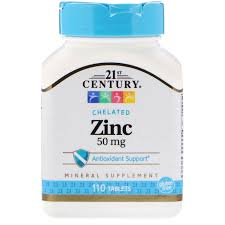 21ST
CENTURY®
CHELATED
Zinc
50 mg
Antioxidant Support*
MINERAL SUPPLEMENT
110 TABLETS